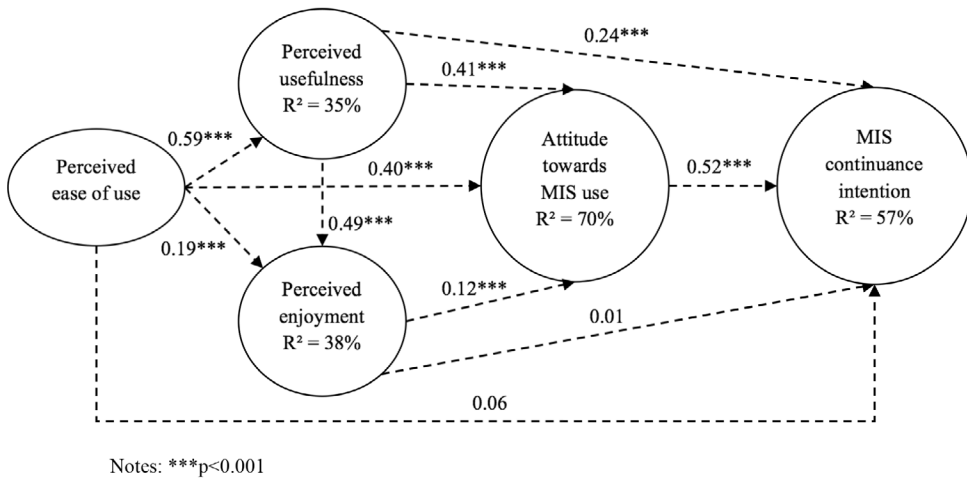 0.24***
Perceived
usefulness
R² = 35%
0.41***
0.59***
Perceived
ease of use
0.40***
Attitude
towards
MIS use
R² = 70%
0.52***
MIS
continuance
intention
R² = 57%
0.49***
0.19***
Perceived
enjoyment
R² = 38%
0.12***
0.01
0.06
Notes: ***p<0.001